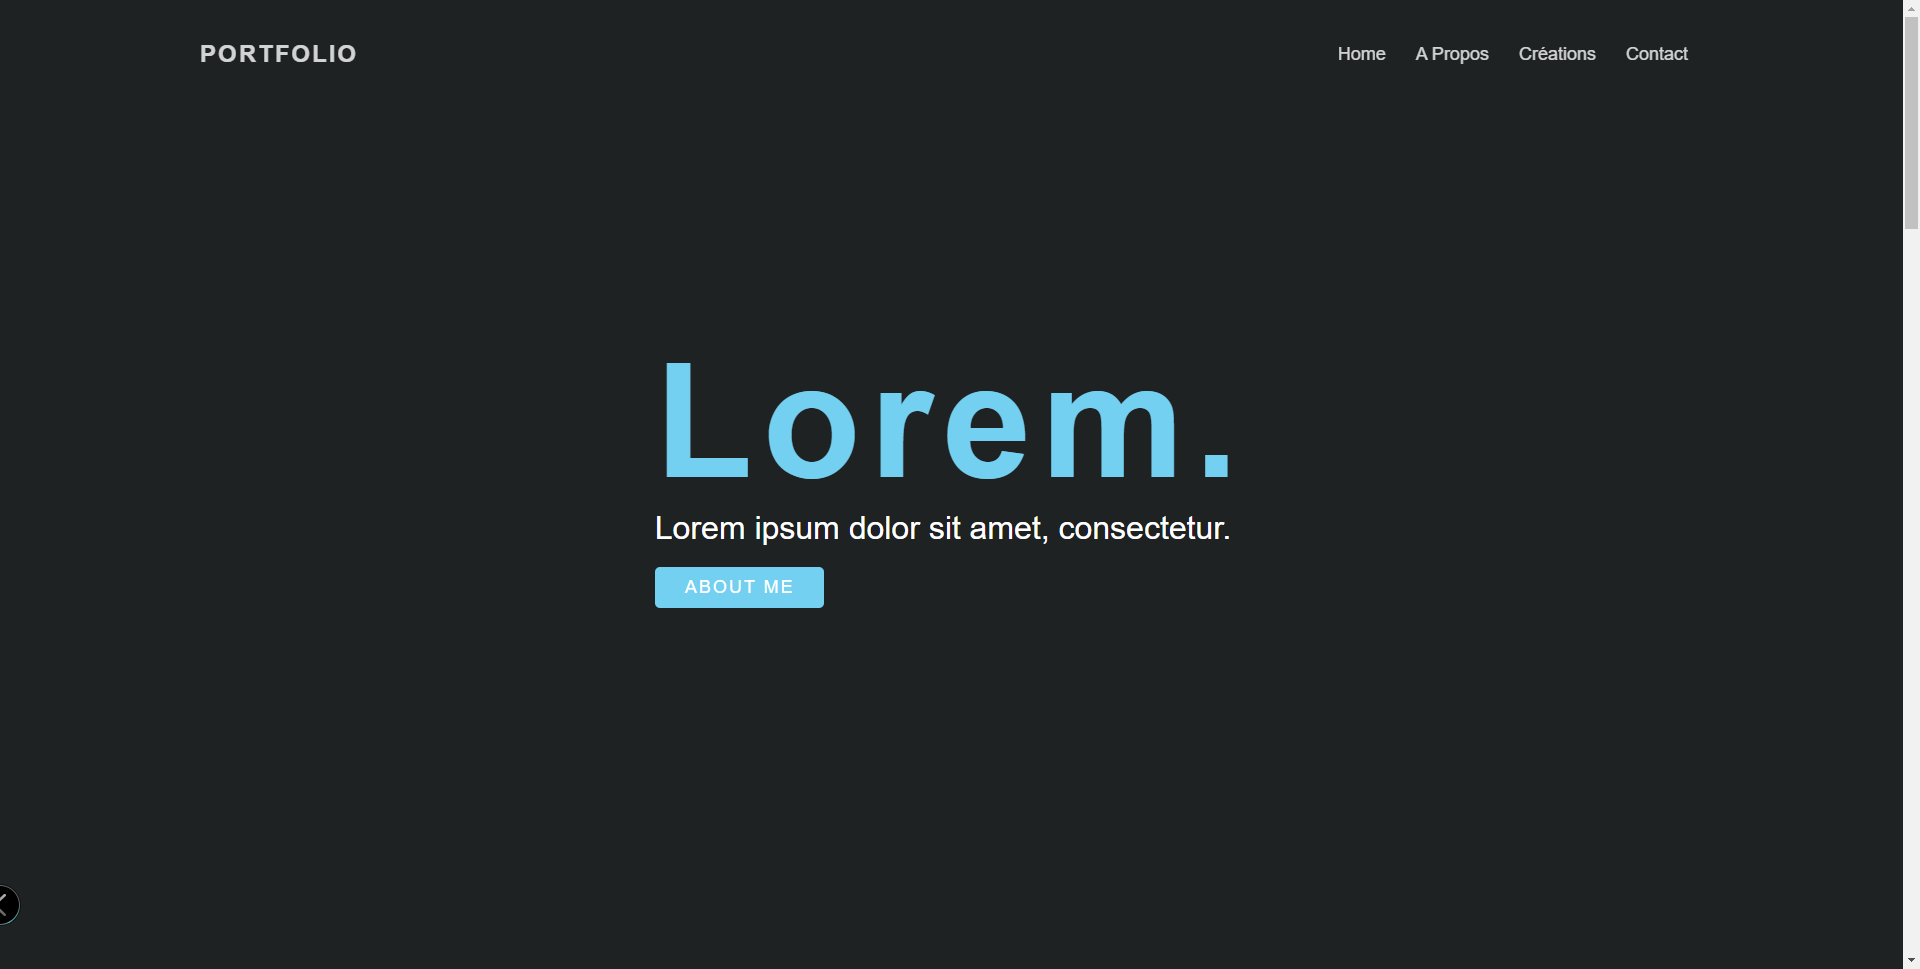 PORTFOLIO
Home A Propos Créations Contact
Lorem.
Lorem ipsum dolor sit amet, consectetur.
ABOUT ME